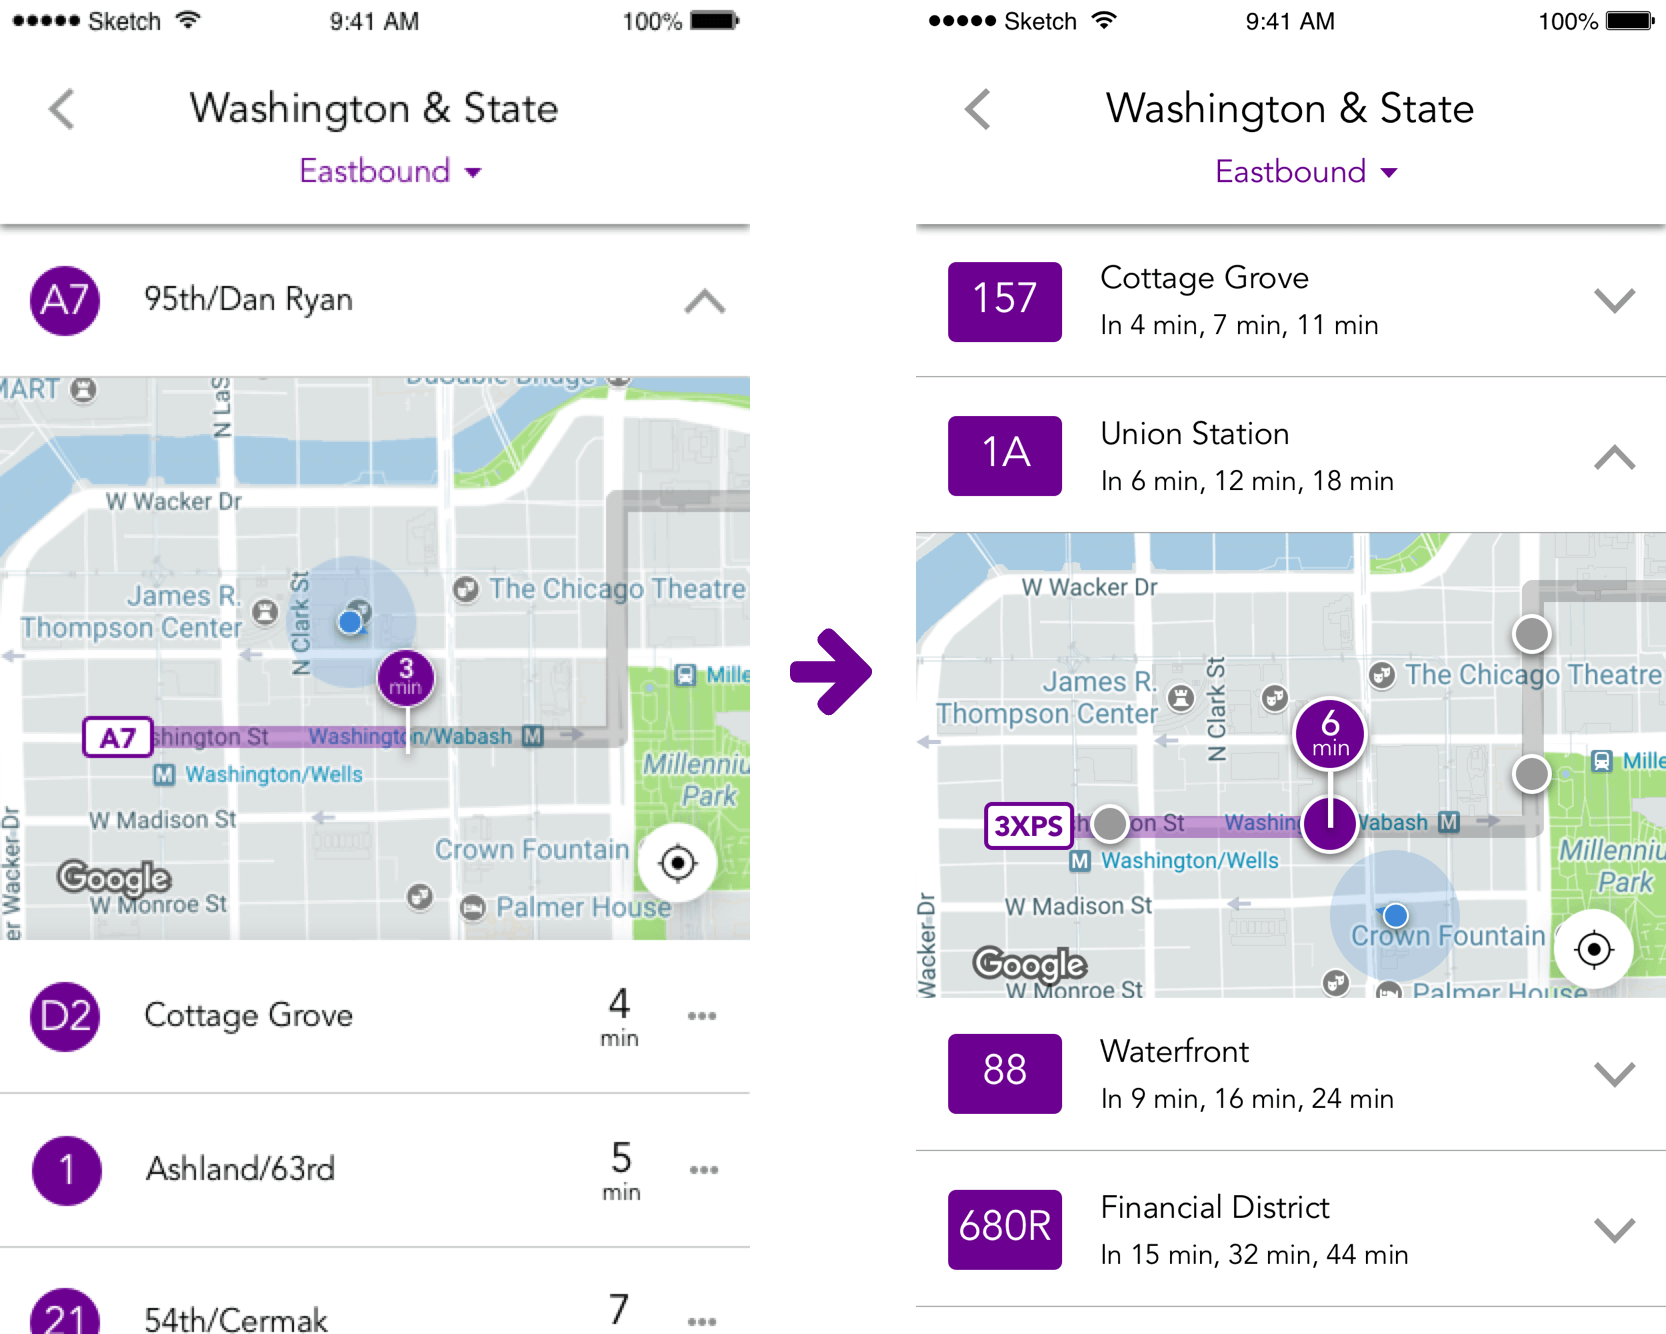 Sketch 9:41 AM 100%
Washington & State
Eastbound
A7 95th/Dan Ryan
MART
N LaS
DuSable Bridge
W Wacker Dr
James R.
Thompson Center
N Clark St
The Chicago Theatre
3
min
Mille
A7 shington St Washington/Wabash M
M Washington/Wells
Millenniu
Park
W Madison St
Crown Fountain
Google
W Monroe St
Palmer House
er Wacker Dr
D2 Cottage Grove 4
min
1 Ashland/63rd 5
min
21 54th/Cermak 7
Sketch 9:41 AM 100%
Washington & State
Eastbound
157 Cottage Grove
In 4 min, 7 min, 11 min
1A Union Station
In 6 min, 12 min, 18 min
W Wacker Dr
James R.
Thompson Center
N Clark St
The Chicago Theatre
6
min
Mille
3XPS h on St Washing Wabash M
M Washington/Wells
Millenniu
Park
W Madison St
Crown Fountain
Google
W Monroe St
Palmer House
Wacker Dr
88 Waterfront
In 9 min, 16 min, 24 min
680R Financial District
In 15 min, 32 min, 44 min